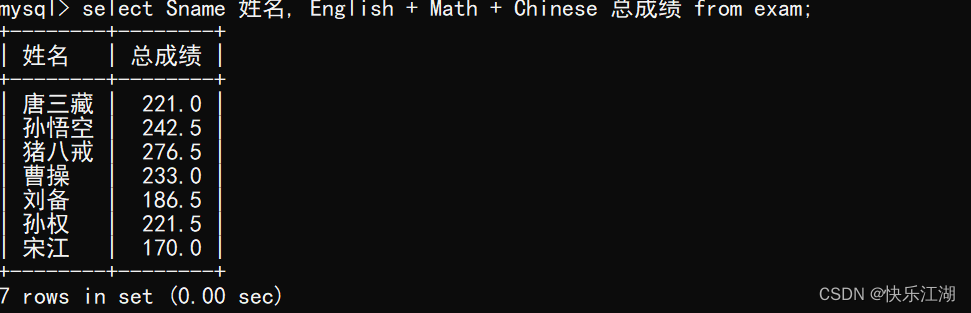 mysql> select Sname 姓名, English + Math + Chinese 总成绩 from exam;
+--------+--------+
| 姓名   | 总成绩 |
+--------+--------+
| 唐三藏 |  221.0 |
| 孙悟空 |  242.5 |
| 猪八戒 |  276.5 |
| 曹操   |  233.0 |
| 刘备   |  186.5 |
| 孙权   |  221.5 |
| 宋江   |  170.0 |
+--------+--------+
7 rows in set (0.00 sec)
CSDN @快乐江湖